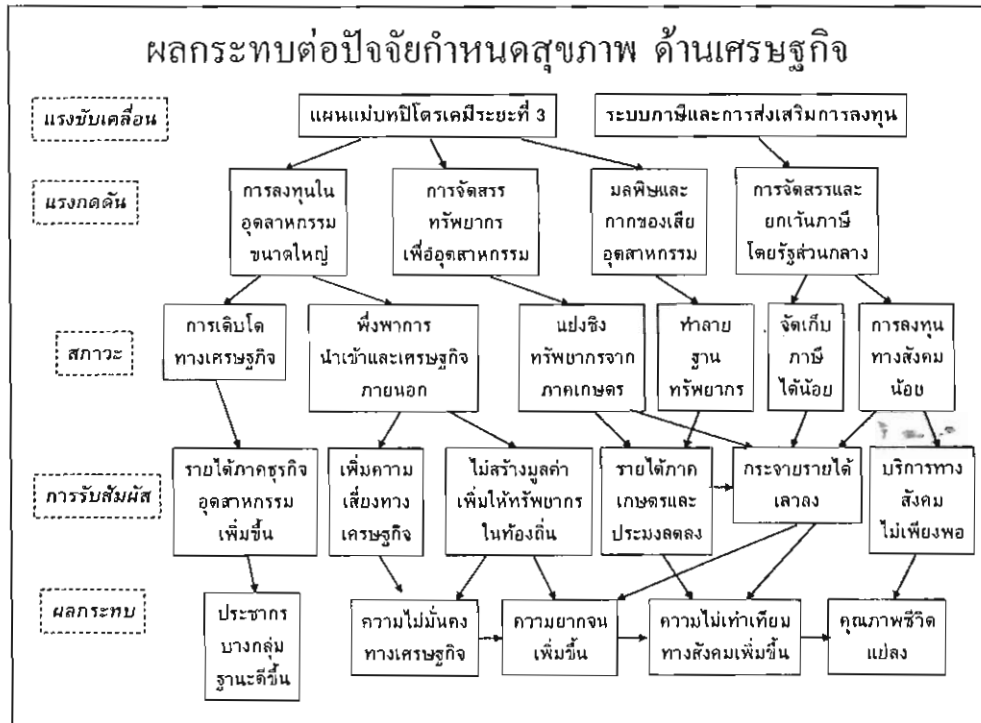 ผลกระทบต่อปัจจัยกำหนดสุขภาพ ด้านเศรษฐกิจ
แรงขับเคลื่อน
แผนแม่บทปิโตรเคมีระยะที่ 3
ระบบภาษีและการส่งเสริมการลงทุน
แรงกดดัน
การลงทุนใน
อุตสาหกรรม
ขนาดใหญ่
การจัดสรร
ทรัพยากร
เพื่ออุตสาหกรรม
มลพิษและ
กากของเสีย
อุตสาหกรรม
การจัดสรรและ
ยกเว้นภาษี
โดยรัฐส่วนกลาง
สภาวะ
การเติบโต
ทางเศรษฐกิจ
พึ่งพาการ
นำเข้าและเศรษฐกิจ
ภายนอก
แย่งชิง
ทรัพยากรจาก
ภาคเกษตร
ทำลาย
ฐาน
ทรัพยากร
จัดเก็บ
ภาษี
ได้น้อย
การลงทุน
ทางสังคม
น้อย
การรับสัมผัส
รายได้ภาคธุรกิจ
อุตสาหกรรม
เพิ่มขึ้น
เพิ่มความ
เสี่ยงทาง
เศรษฐกิจ
ไม่สร้างมูลค่า
เพิ่มให้ทรัพยากร
ในท้องถิ่น
รายได้ภาค
เกษตรและ
ประมงลดลง
กระจายรายได้
เลวลง
บริการทาง
สังคม
ไม่เพียงพอ
ผลกระทบ
ประชากร
บางกลุ่ม
ฐานะดีขึ้น
ความไม่มั่นคง
ทางเศรษฐกิจ
ความยากจน
เพิ่มขึ้น
ความไม่เท่าเทียม
ทางสังคมเพิ่มขึ้น
คุณภาพชีวิต
แย่ลง